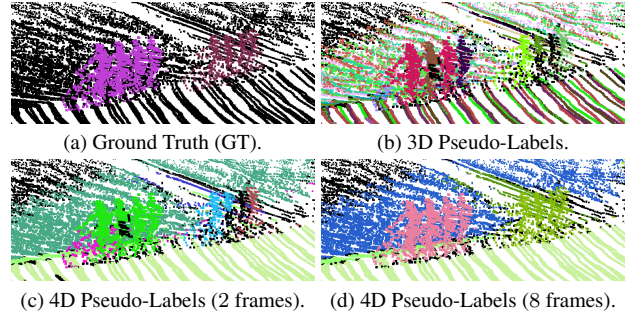 (a) Ground Truth (GT).
(b) 3D Pseudo-Labels.
(c) 4D Pseudo-Labels (2 frames).
(d) 4D Pseudo-Labels (8 frames).